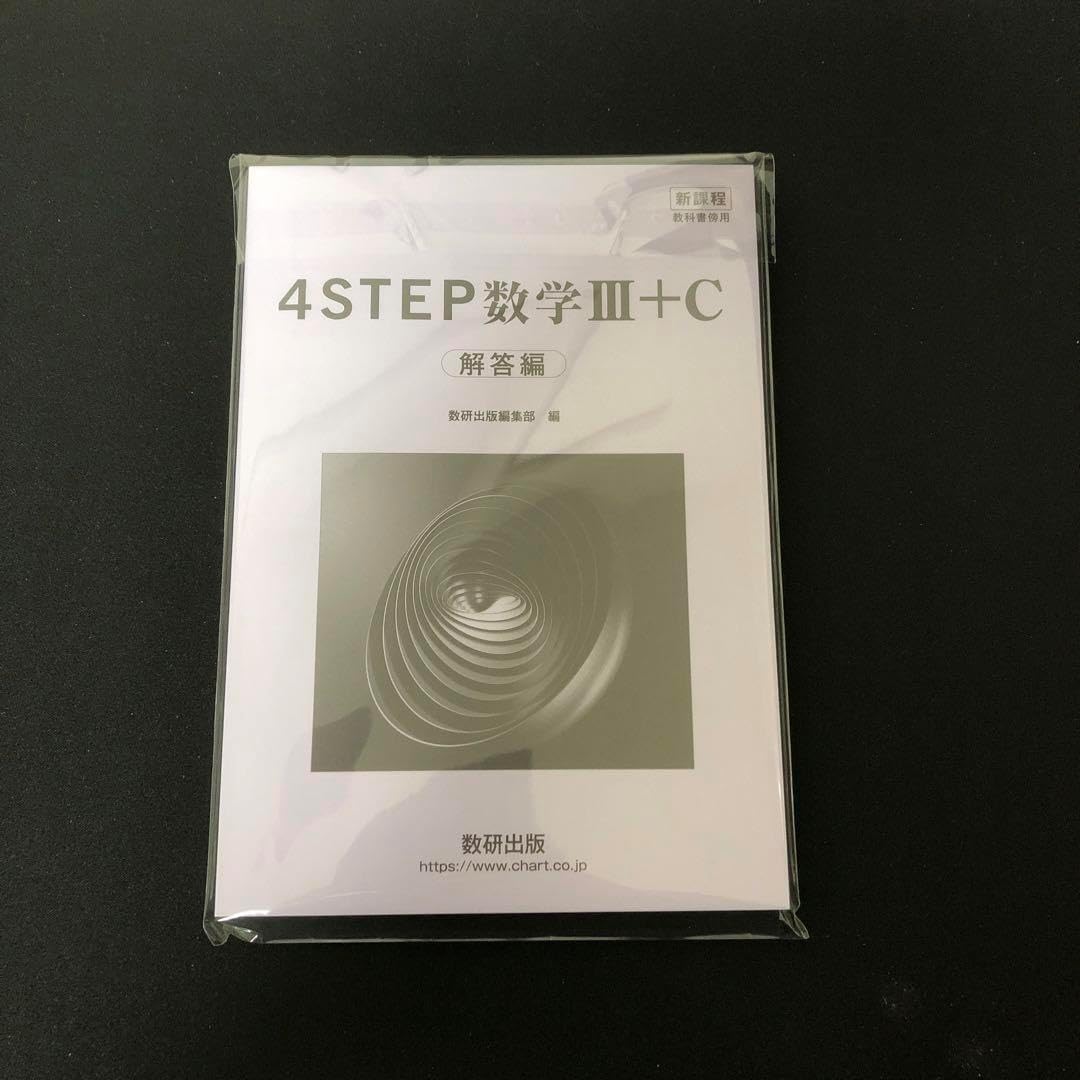 新課程
教科書傍用
4STEP数学Ⅲ+C
解答編
数研出版編集部 編
数研出版
https://www.chart.co.jp